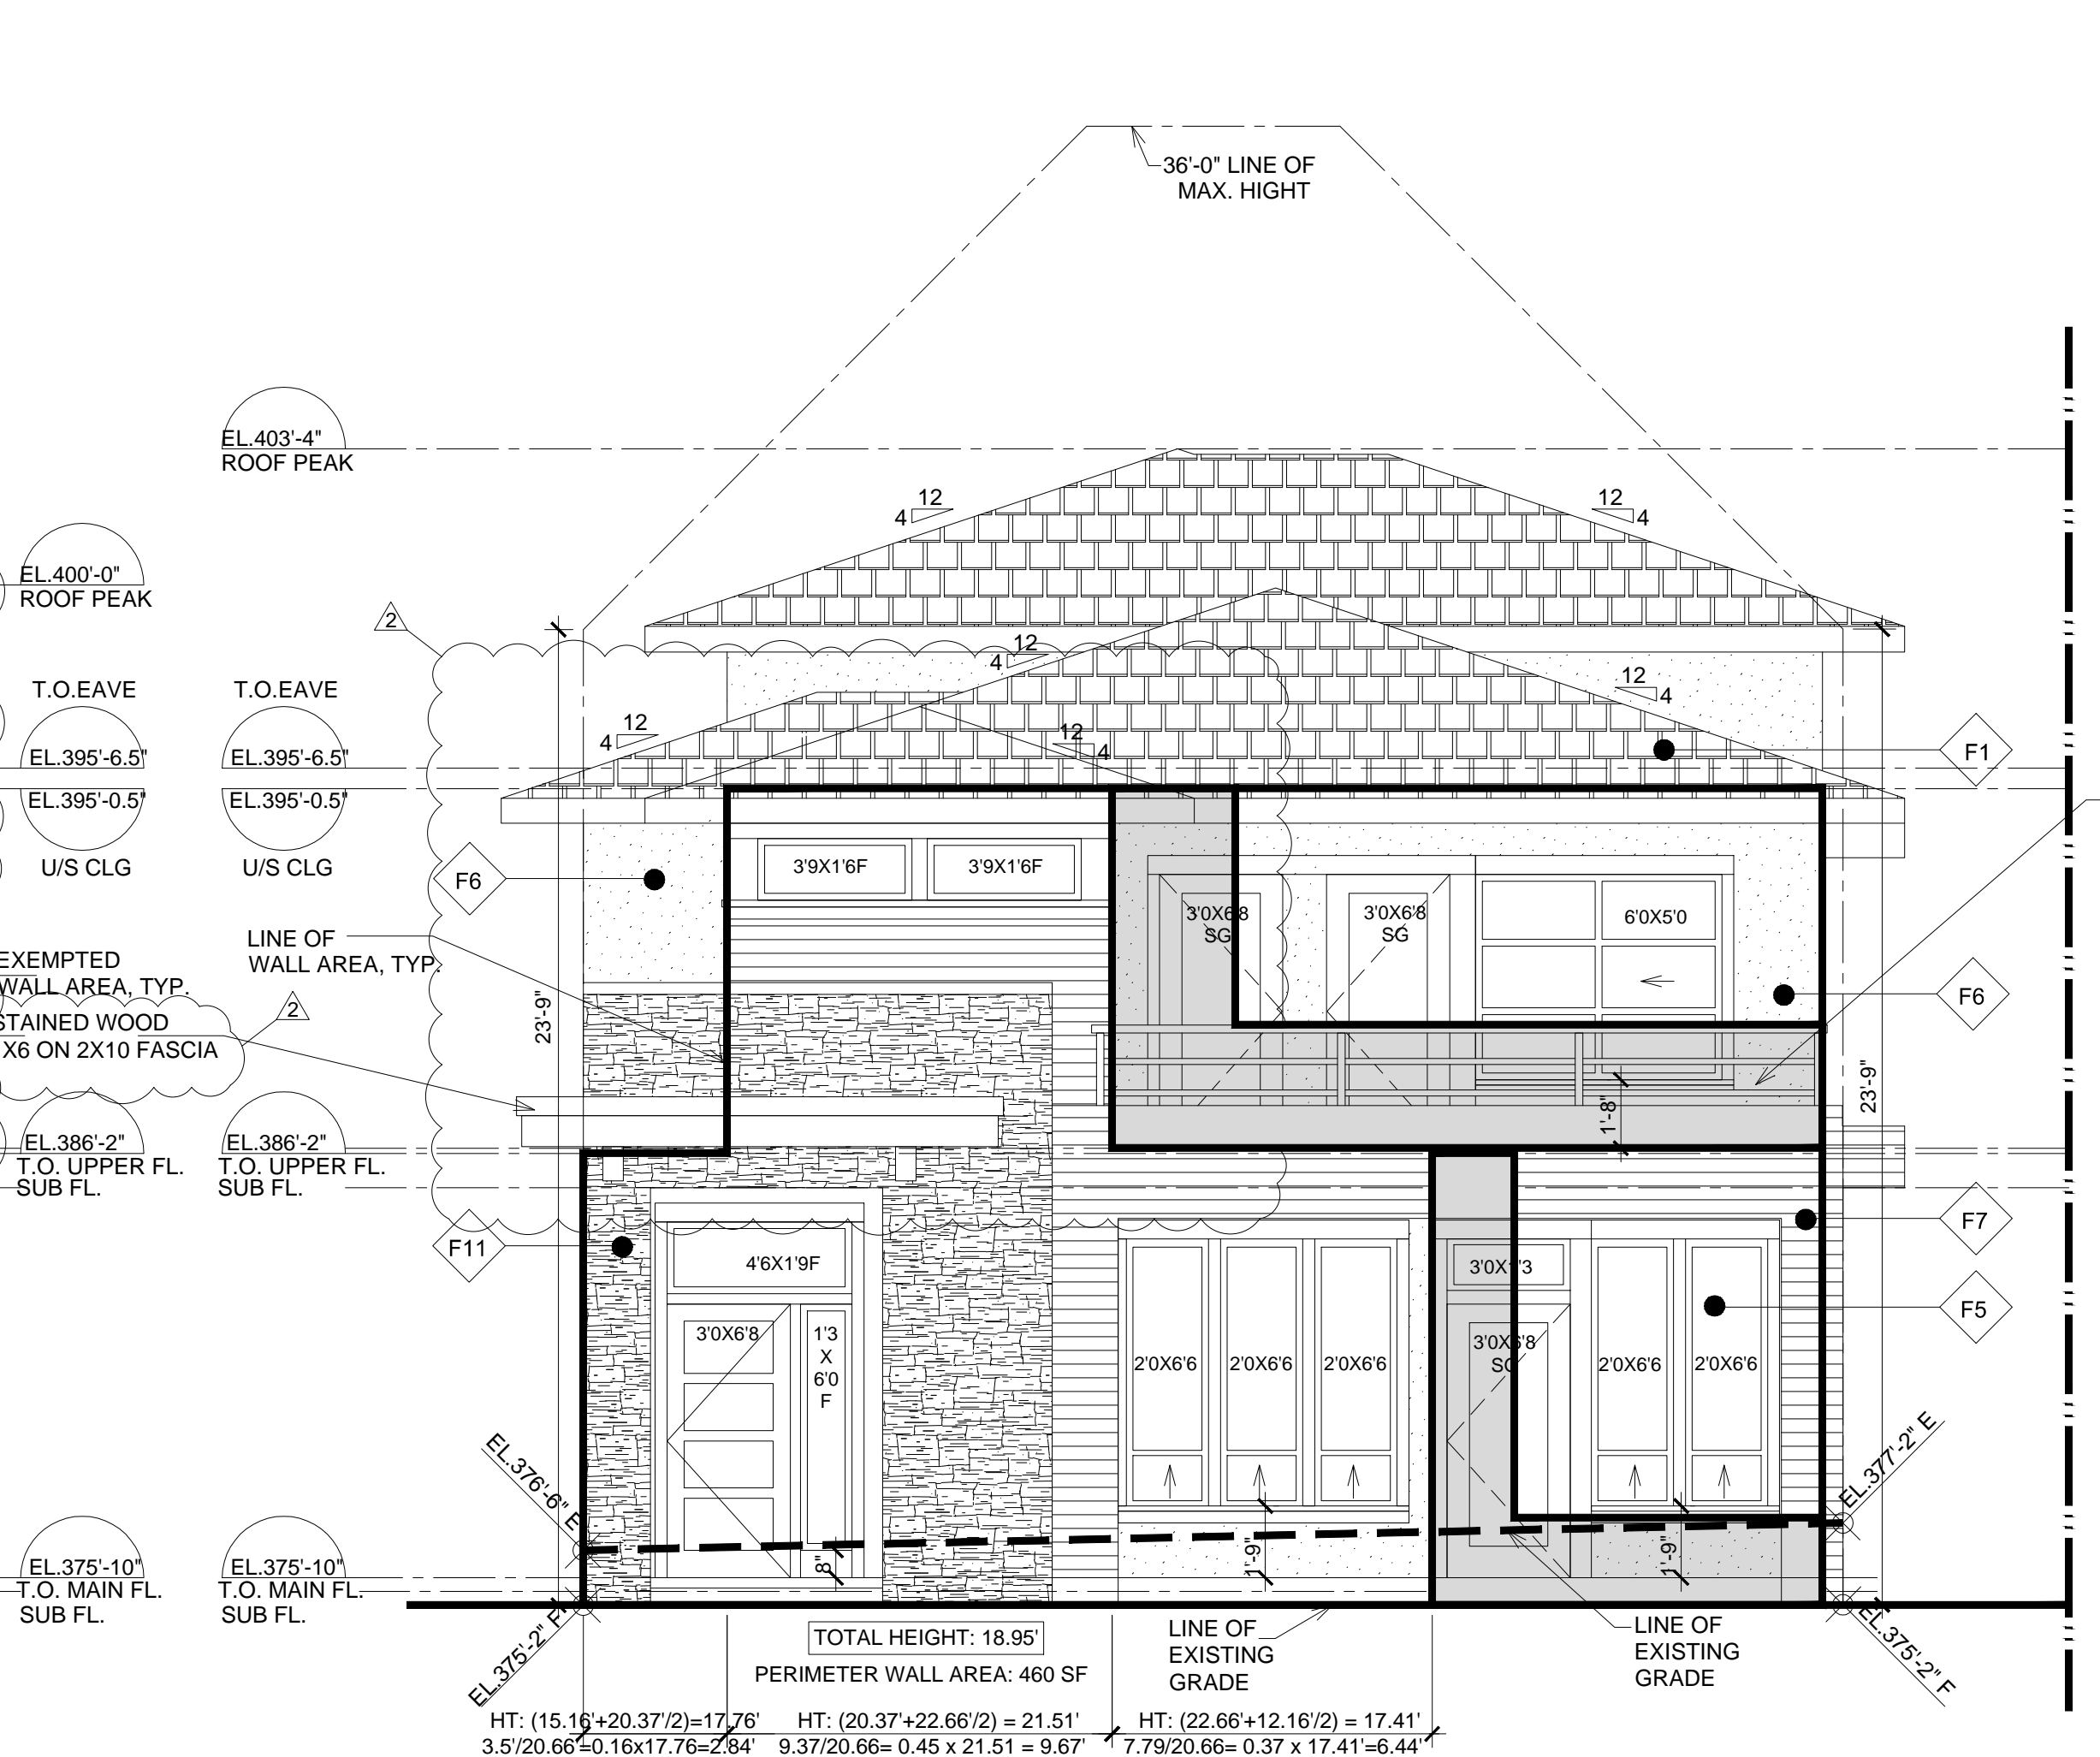 36'-0" LINE OF
MAX. HIGHT
EL.403'-4"
ROOF PEAK
12
4
12
4
EL.400'-0"
ROOF PEAK
2
12
4
12
4
T.O.EAVE
T.O.EAVE
12
4
12
4
EL.395'-6.5"
EL.395'-6.5"
F1
EL.395'-0.5"
EL.395'-0.5"
U/S CLG
U/S CLG
F6
3'9X1'6F
3'9X1'6F
3'0X6'8
SG
3'0X6'8
SG
6'0X5'0
LINE OF
WALL AREA, TYP.
EXEMPTED
WALL AREA, TYP.
F6
2
STAINED WOOD
X6 ON 2X10 FASCIA
23'-9"
23'-9"
1'-8"
EL.386'-2"
T.O. UPPER FL.
SUB FL.
EL.386'-2"
T.O. UPPER FL.
SUB FL.
F7
F11
4'6X1'9F
3'0X1'3
F5
3'0X6'8
1'3
X
6'0
F
2'0X6'6
2'0X6'6
2'0X6'6
3'0X6'8
SG
2'0X6'6
2'0X6'6
EL.376'-6" E
EL.377'-2" E
8"
1'-9"
1'-9"
EL.375'-10"
T.O. MAIN FL.
SUB FL.
EL.375'-10"
T.O. MAIN FL.
SUB FL.
EL.375'-2" F
EL.375'-2" F
TOTAL HEIGHT: 18.95'
PERIMETER WALL AREA: 460 SF
LINE OF
EXISTING
GRADE
LINE OF
EXISTING
GRADE
HT: (15.16'+20.37'/2)=17.76'
3.5'/20.66'=0.16x17.76=2.84'
HT: (20.37'+22.66'/2) = 21.51'
9.37/20.66= 0.45 x 21.51 = 9.67'
HT: (22.66'+12.16'/2) = 17.41'
7.79/20.66= 0.37 x 17.41'=6.44'